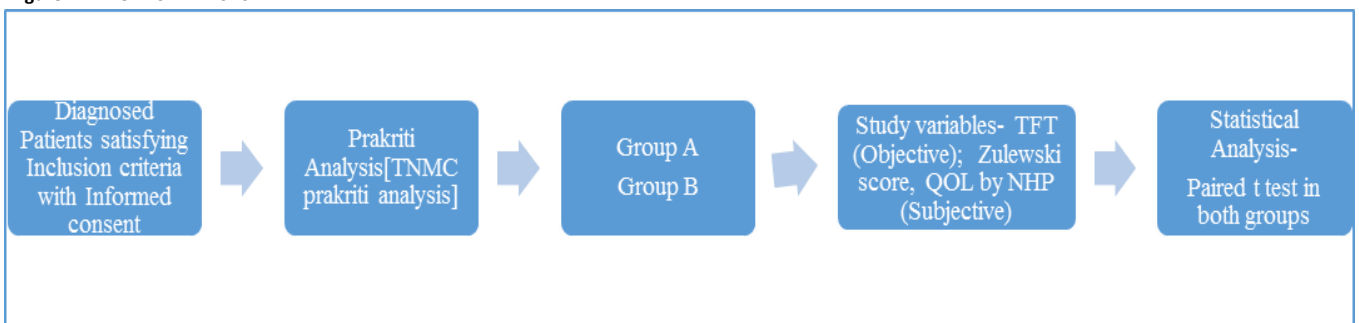 Diagnosed
Patients satisfying
Inclusion criteria
with Informed
consent
Prakriti
Analysis[TNMC
prakriti analysis]
Group A
Group B
Study variables- TFT
(Objective); Zulewski
score, QOL by NHP
(Subjective)
Statistical
Analysis-
Paired t test in
both groups